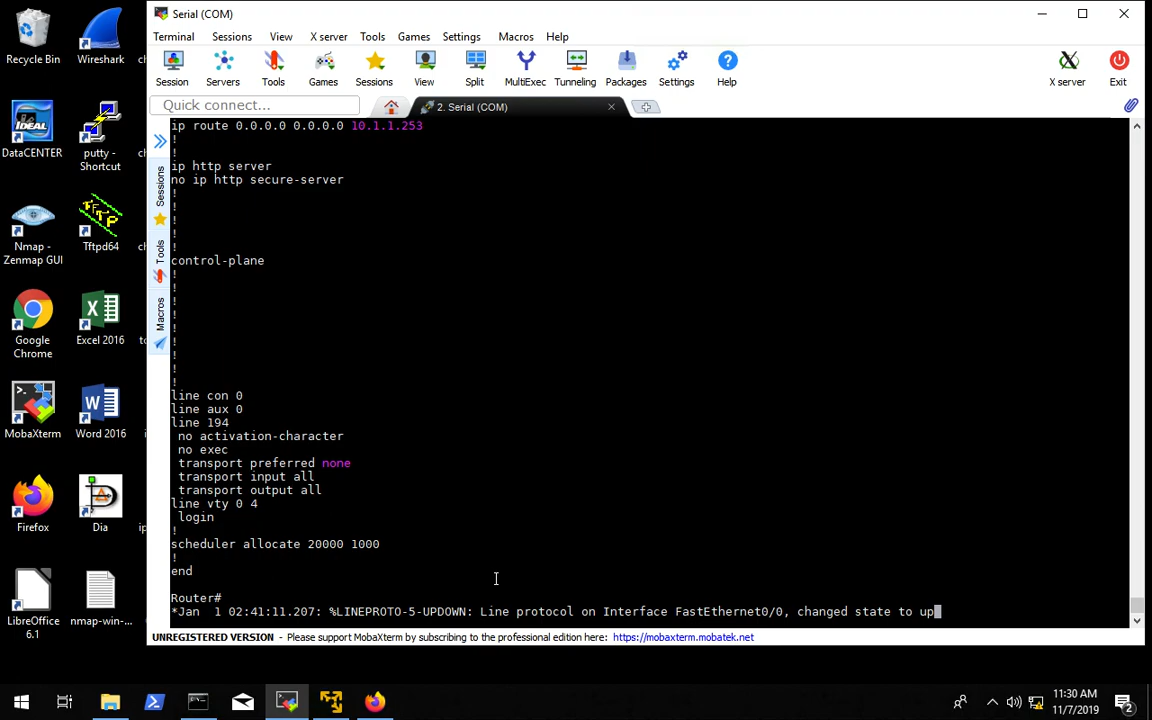 Serial (COM)
Terminal Sessions View X server Tools Games Settings Macros Help
Session Servers Tools Games Sessions View Split MultiExec Tunneling Packages Settings Help X server Exit
Quick connect...
2. Serial (COM)
Sessions
Tools
Macros
ip route 0.0.0.0 0.0.0.0 10.1.1.253
!
!
ip http server
no ip http secure-server
!
!
!
!
!
control-plane
!
!
!
!
!
!
!
!
!
line con 0
line aux 0
line 194
no activation-character
no exec
transport preferred none
transport input all
transport output all
line vty 0 4
login
!
scheduler allocate 20000 1000
!
end
Router#
*Jan 1 02:41:11.207: %LINEPROTO-5-UPDOWN: Line protocol on Interface FastEthernet0/0, changed state to up
UNREGISTERED VERSION - Please support MobaXterm by subscribing to the professional edition here: https://mobaxterm.mobatek.net
Recycle Bin
Wireshark
IDEAL
DataCENTER
putty -
Shortcut
Nmap -
Zenmap GUI
Tftpd64
Google
Chrome
Excel 2016
MobaXterm
Word 2016
Firefox
Dia
LibreOffice
6.1
nmap-win-...
11:30 AM
11/7/2019
2